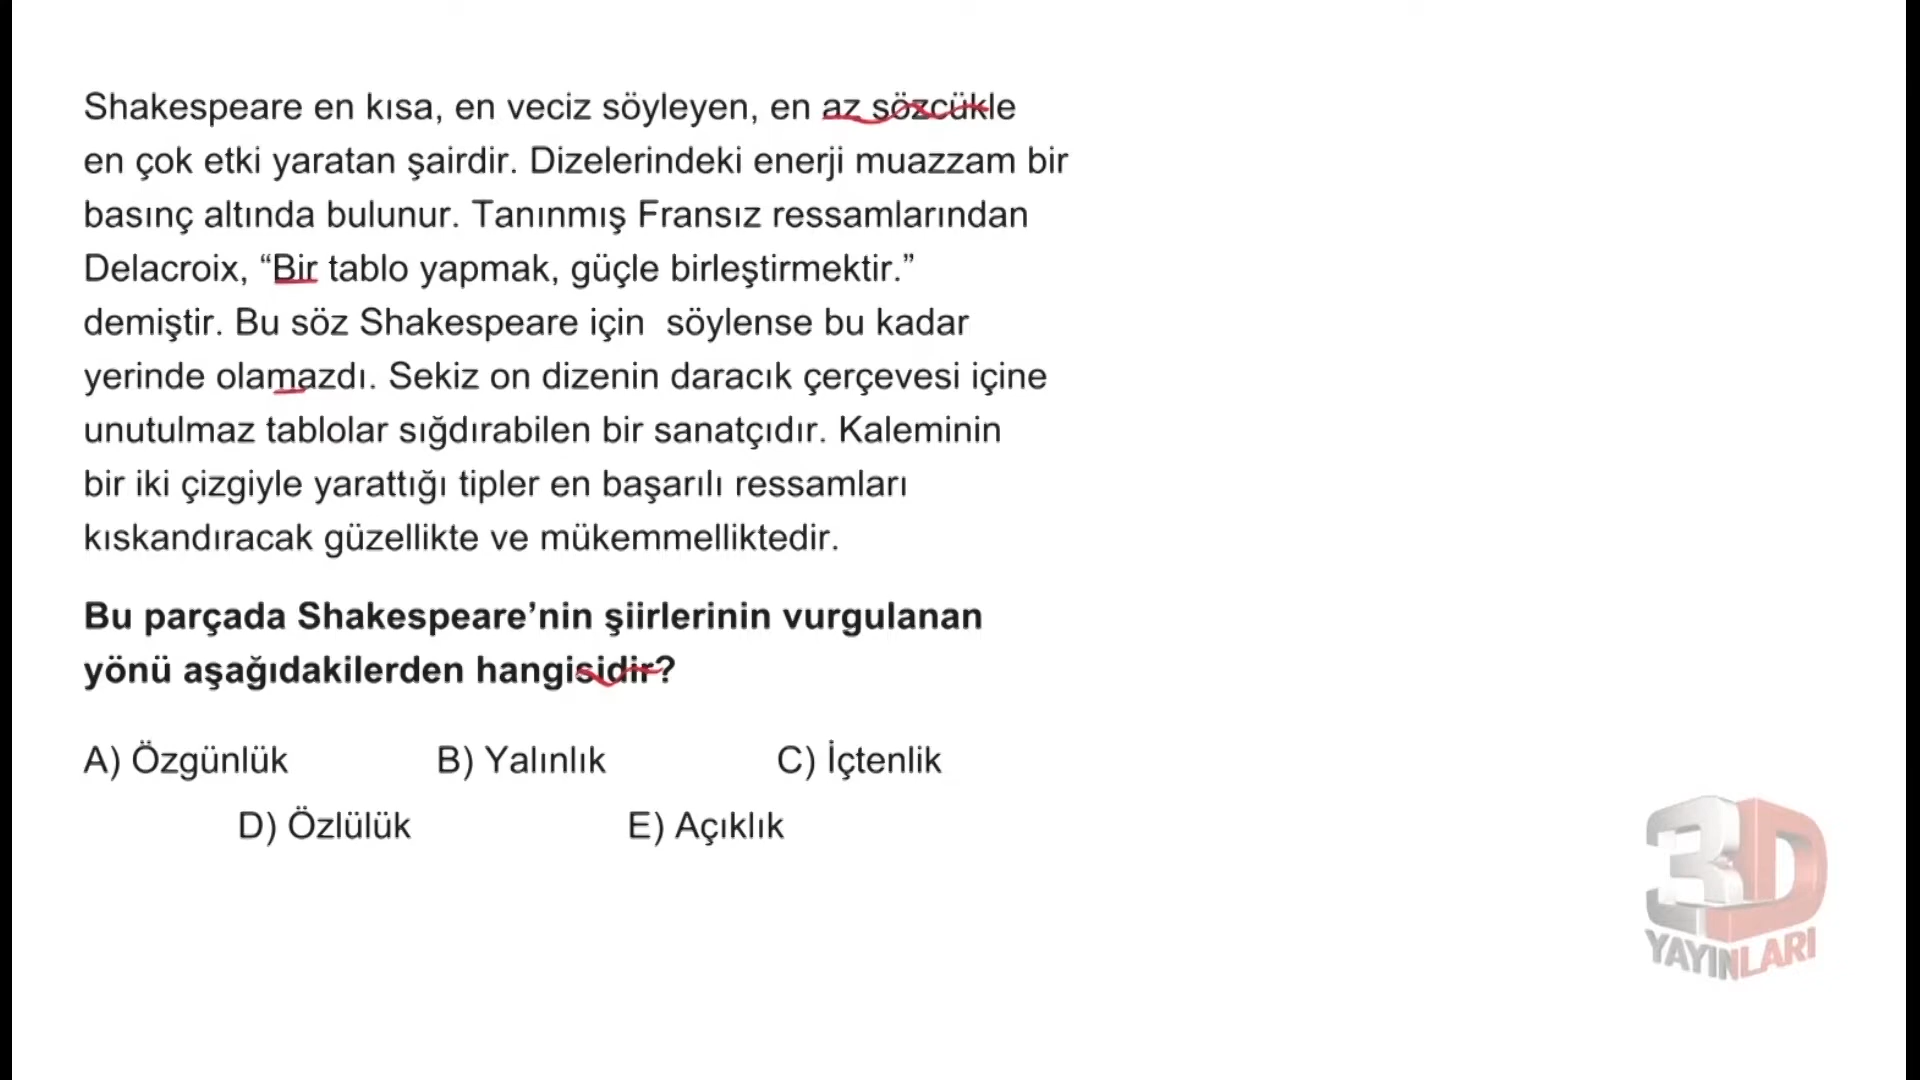 Shakespeare en kısa, en veciz söyleyen, en az sözcükle
en çok etki yaratan şairdir. Dizelerindeki enerji muazzam bir
basınç altında bulunur. Tanınmış Fransız ressamlarından
Delacroix, “Bir tablo yapmak, güçle birleştirmektir.”
demiştir. Bu söz Shakespeare için söylense bu kadar
yerinde olamazdı. Sekiz on dizenin daracık çerçevesi içine
unutulmaz tablolar sığdırabilen bir sanatçıdır. Kaleminin
bir iki çizgiyle yarattığı tipler en başarılı ressamları
kıskandıracak güzellikte ve mükemmelliktedir.
Bu parçada Shakespeare’nin şiirlerinin vurgulanan
yönü aşağıdakilerden hangisidir?
A) Özgünlük B) Yalınlık C) İçtenlik
D) Özlülük E) Açıklık
3D
YAYINLARI